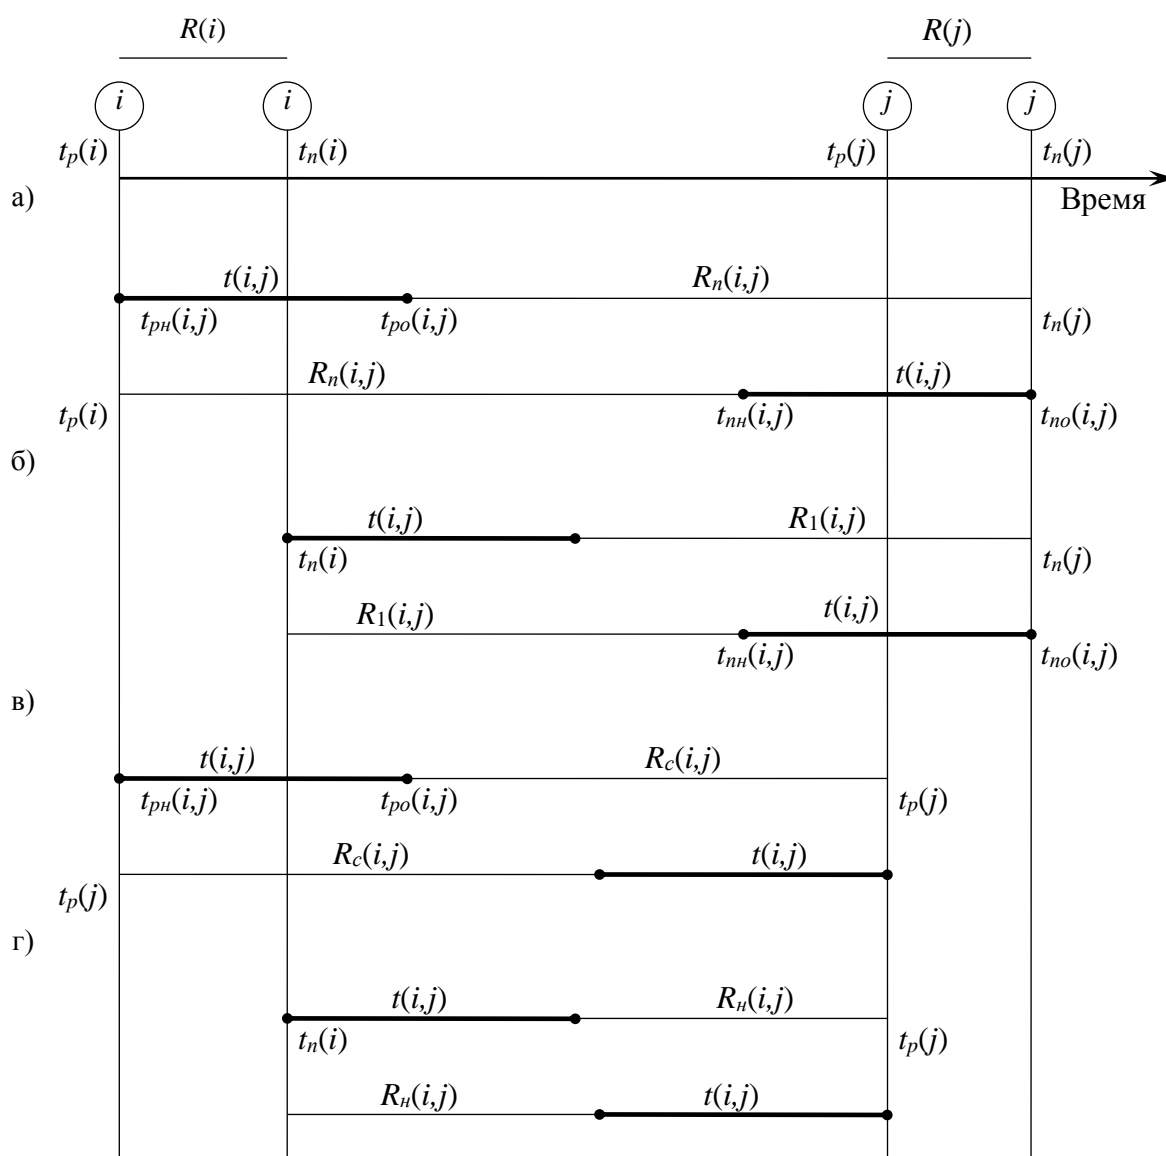 R(i) R(j)
i i j j
tр(i) tп(i) tр(j) tп(j)
а)
Время
t(i,j) Rп(i,j)
tрн(i,j) tро(i,j) tп(j)
Rп(i,j) t(i,j)
tр(i) tпн(i,j) tпо(i,j)
б)
t(i,j) R1(i,j)
tп(i) tп(j)
R1(i,j) t(i,j)
tпн(i,j) tпо(i,j)
в)
t(i,j) Rс(i,j)
tрн(i,j) tро(i,j) tр(j)
Rс(i,j) t(i,j)
tр(j)
г)
t(i,j) Rн(i,j)
tп(i) tр(j)
Rн(i,j) t(i,j)